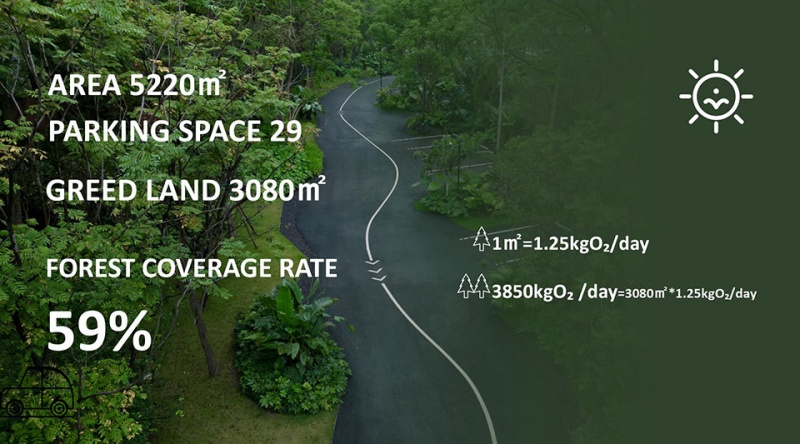 AREA 5220㎡
PARKING SPACE 29
GREED LAND 3080㎡
FOREST COVERAGE RATE
59%
1㎡=1.25kgO₂/day
3850kgO₂ /day=3080㎡*1.25kgO₂/day